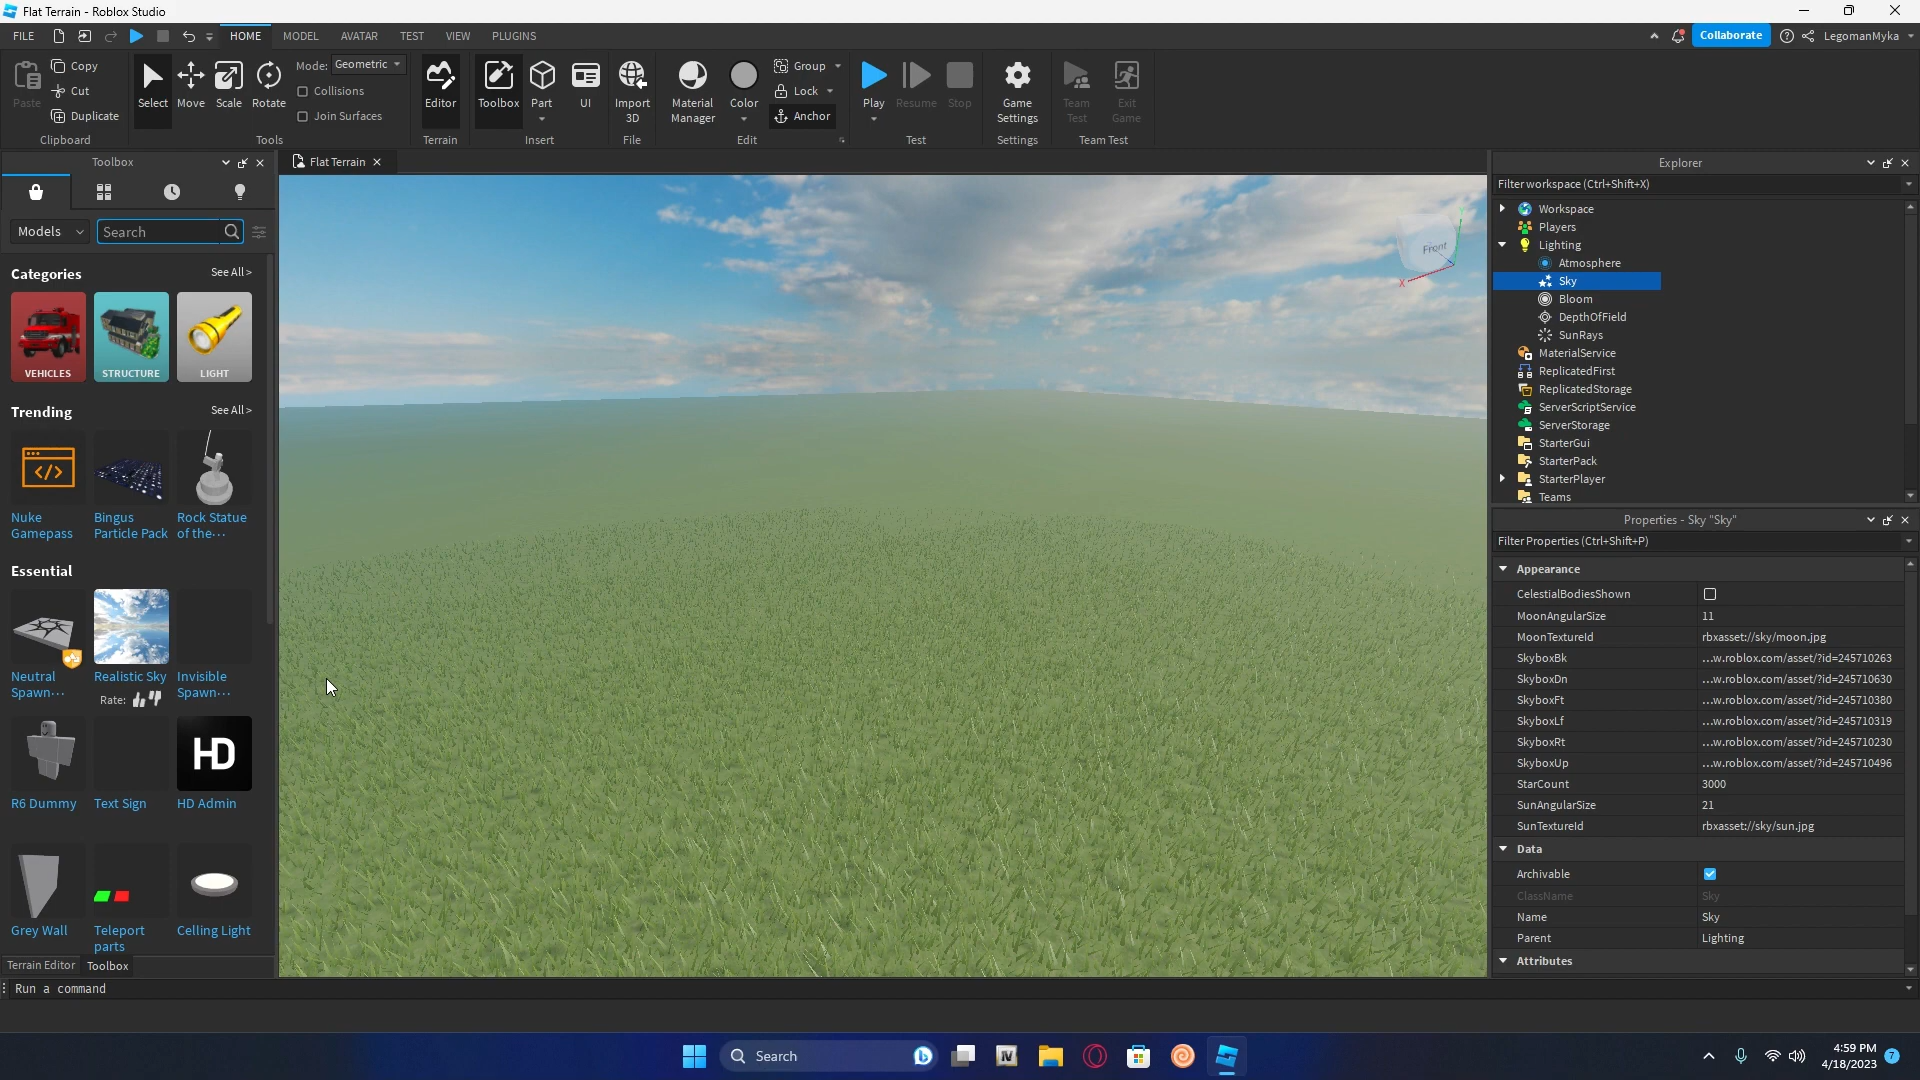 Flat Terrain - Roblox Studio
FILE HOME MODEL AVATAR TEST VIEW PLUGINS Collaborate LegomanMyka
Paste
Copy
Cut
Duplicate
Clipboard
Select Move Scale Rotate
Mode: Geometric
Collisions
Join Surfaces
Tools
Editor
Terrain
Toolbox Part UI
Insert
Import
3D
File
Material
Manager
Color
Group
Lock
Anchor
Edit
Play Resume Stop
Test
Game
Settings
Settings
Team
Test
Exit
Game
Team Test
Toolbox
Models Search
Categories See All >
VEHICLES STRUCTURE LIGHT
Trending See All >
Nuke
Gamepass
Bingus
Particle Pack
Rock Statue
of the...
Essential
Neutral
Spawn...
Realistic Sky
Rate:
Invisible
Spawn...
R6 Dummy
Text Sign
HD
HD Admin
Grey Wall
Teleport
parts
Celling Light
Terrain Editor Toolbox
Run a command
Flat Terrain
Front
X
Y
Explorer
Filter workspace (Ctrl+Shift+X)
Workspace
Players
Lighting
Atmosphere
Sky
Bloom
DepthOfField
SunRays
MaterialService
ReplicatedFirst
ReplicatedStorage
ServerScriptService
ServerStorage
StarterGui
StarterPack
StarterPlayer
Teams
Properties - Sky "Sky"
Filter Properties (Ctrl+Shift+P)
Appearance
CelestialBodiesShown
MoonAngularSize 11
MoonTextureId rbxasset://sky/moon.jpg
SkyboxBk ...w.roblox.com/asset/?id=245710263
SkyboxDn ...w.roblox.com/asset/?id=245710630
SkyboxFt ...w.roblox.com/asset/?id=245710380
SkyboxLf ...w.roblox.com/asset/?id=245710319
SkyboxRt ...w.roblox.com/asset/?id=245710230
SkyboxUp ...w.roblox.com/asset/?id=245710496
StarCount 3000
SunAngularSize 21
SunTextureId rbxasset://sky/sun.jpg
Data
Archivable
ClassName Sky
Name Sky
Parent Lighting
Attributes
Search
IV
4:59 PM
4/18/2023
7